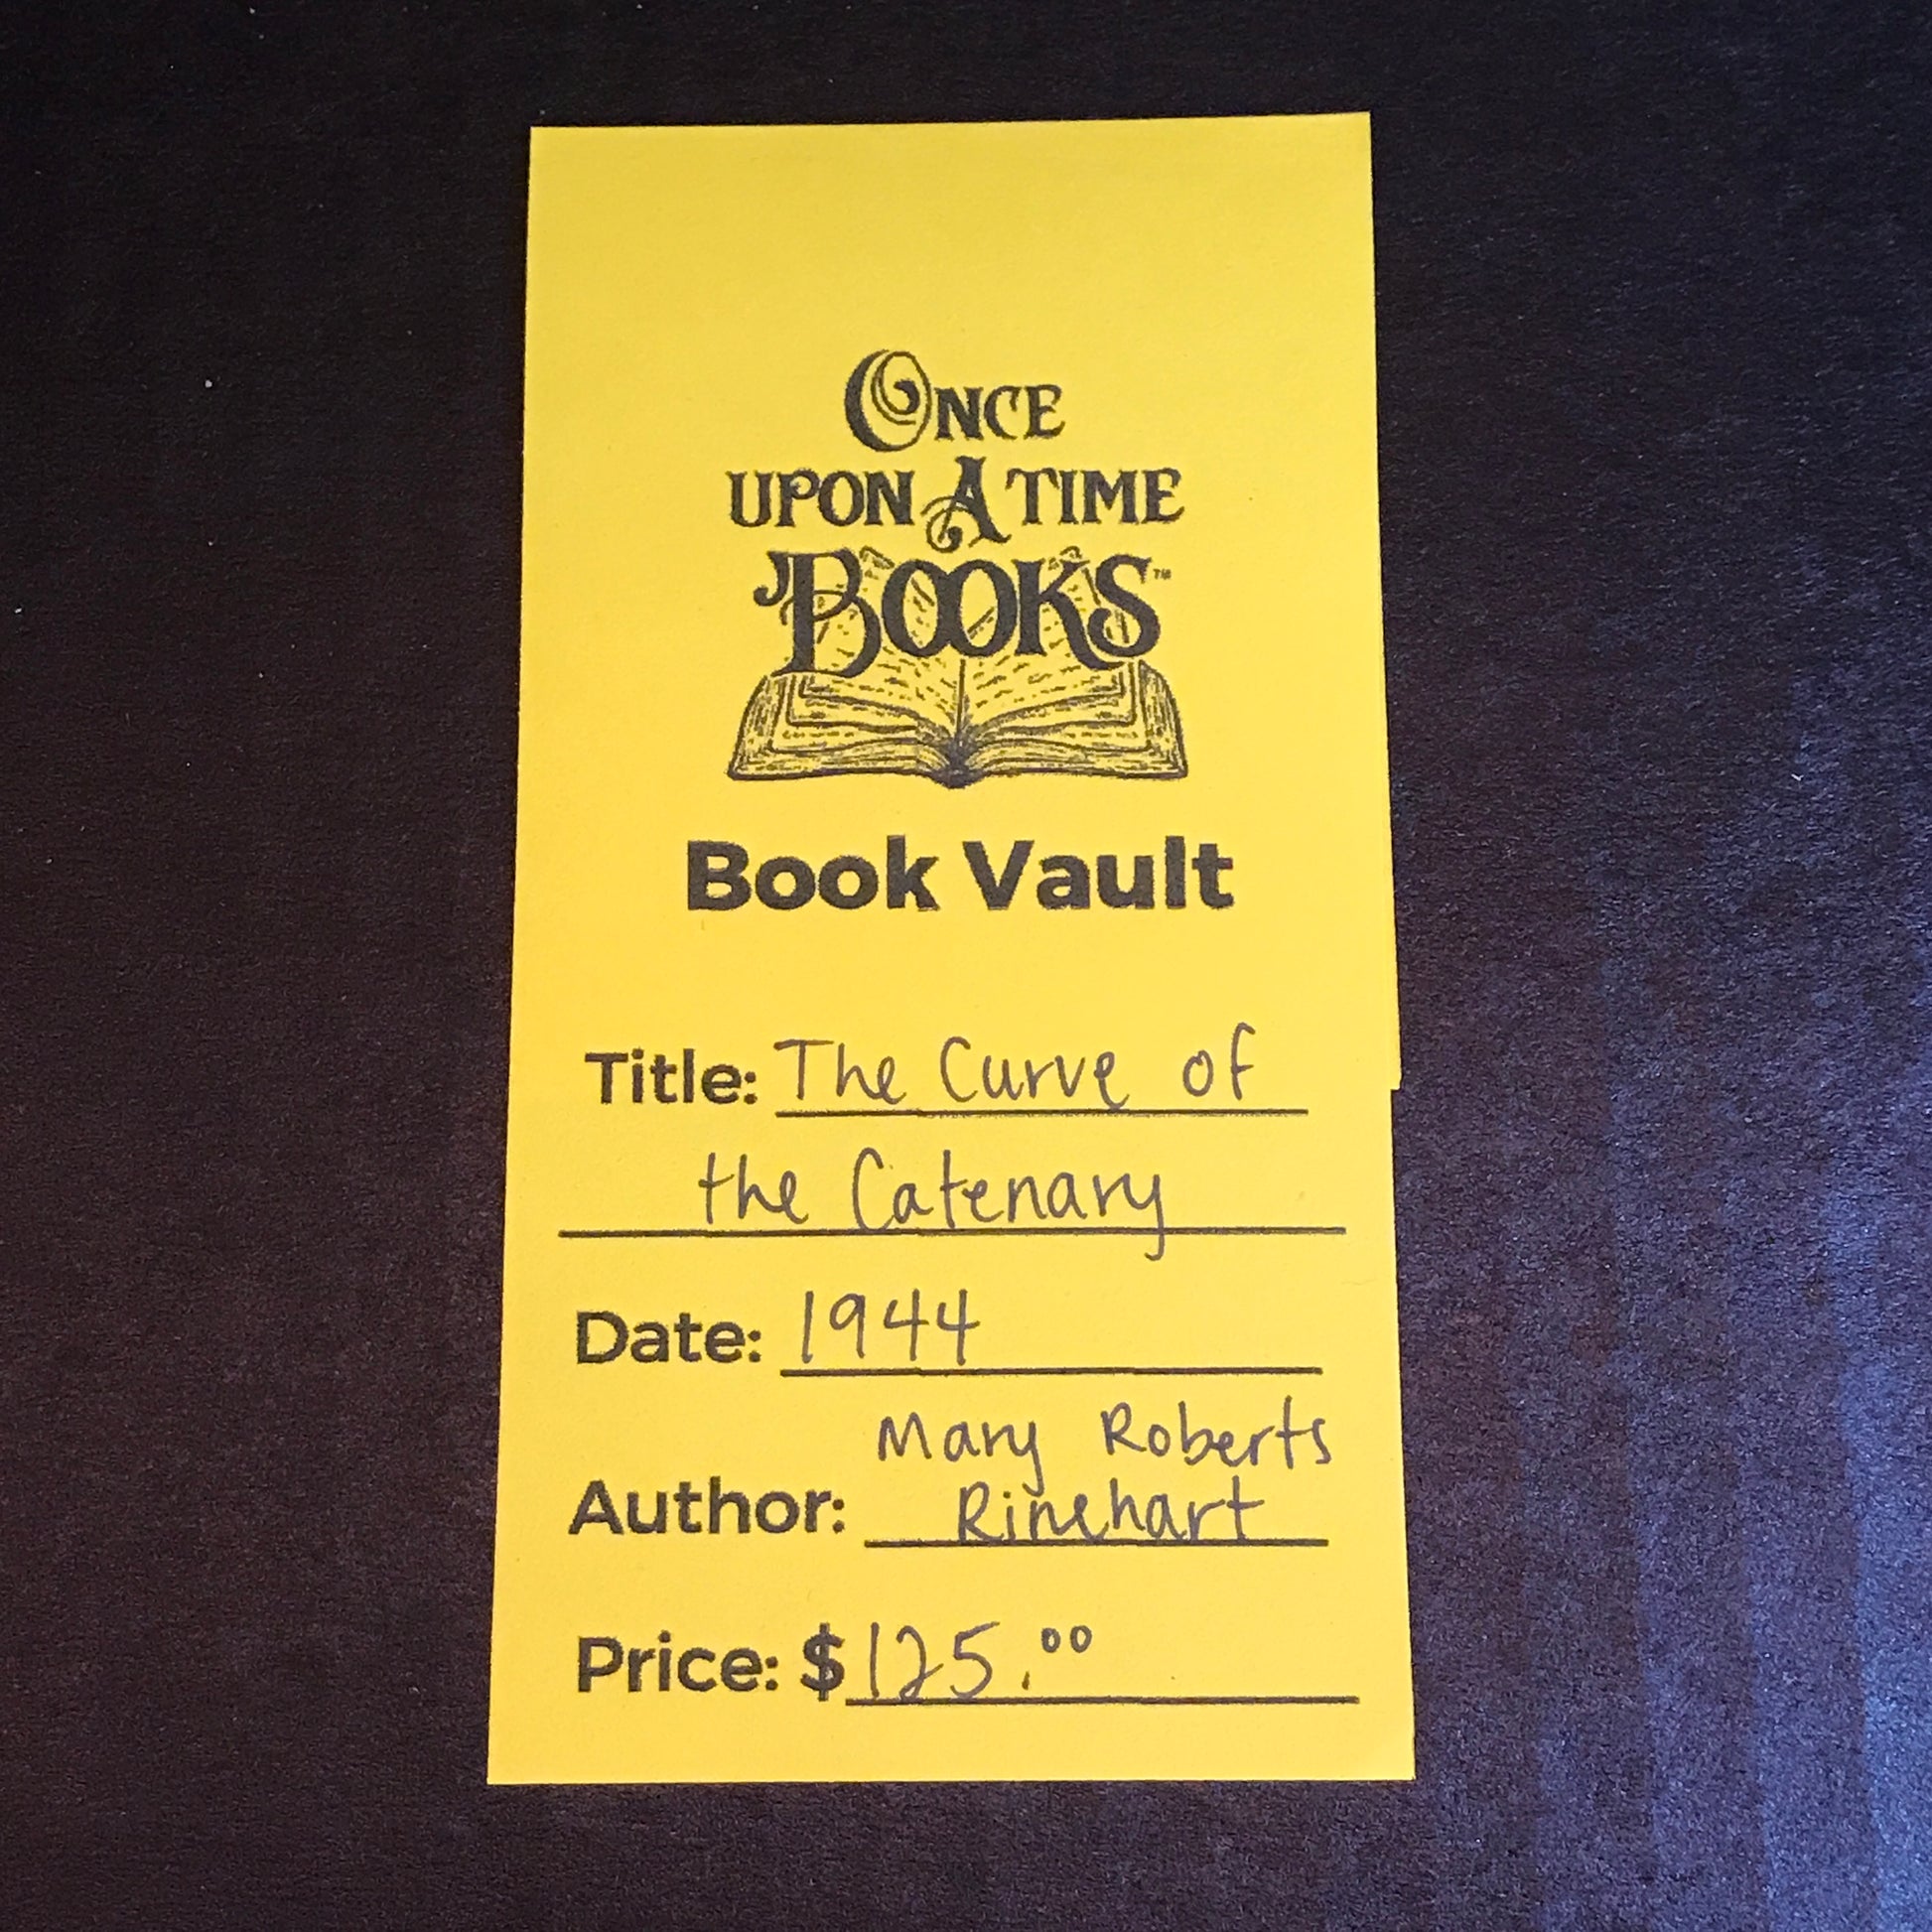 ONCE
UPON A TIME
BOOKS™
Book Vault
Title: The Curve of
the Catenary
Date: 1944
Mary Roberts
Author: Rinehart
Price: $125.00